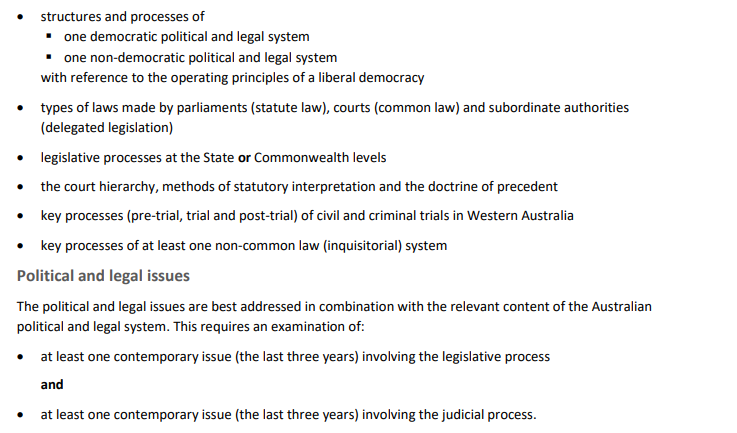 • structures and processes of
▪ one democratic political and legal system
▪ one non-democratic political and legal system
with reference to the operating principles of a liberal democracy
• types of laws made by parliaments (statute law), courts (common law) and subordinate authorities
(delegated legislation)
• legislative processes at the State or Commonwealth levels
• the court hierarchy, methods of statutory interpretation and the doctrine of precedent
• key processes (pre-trial, trial and post-trial) of civil and criminal trials in Western Australia
• key processes of at least one non-common law (inquisitorial) system
Political and legal issues
The political and legal issues are best addressed in combination with the relevant content of the Australian
political and legal system. This requires an examination of:
• at least one contemporary issue (the last three years) involving the legislative process
and
• at least one contemporary issue (the last three years) involving the judicial process.